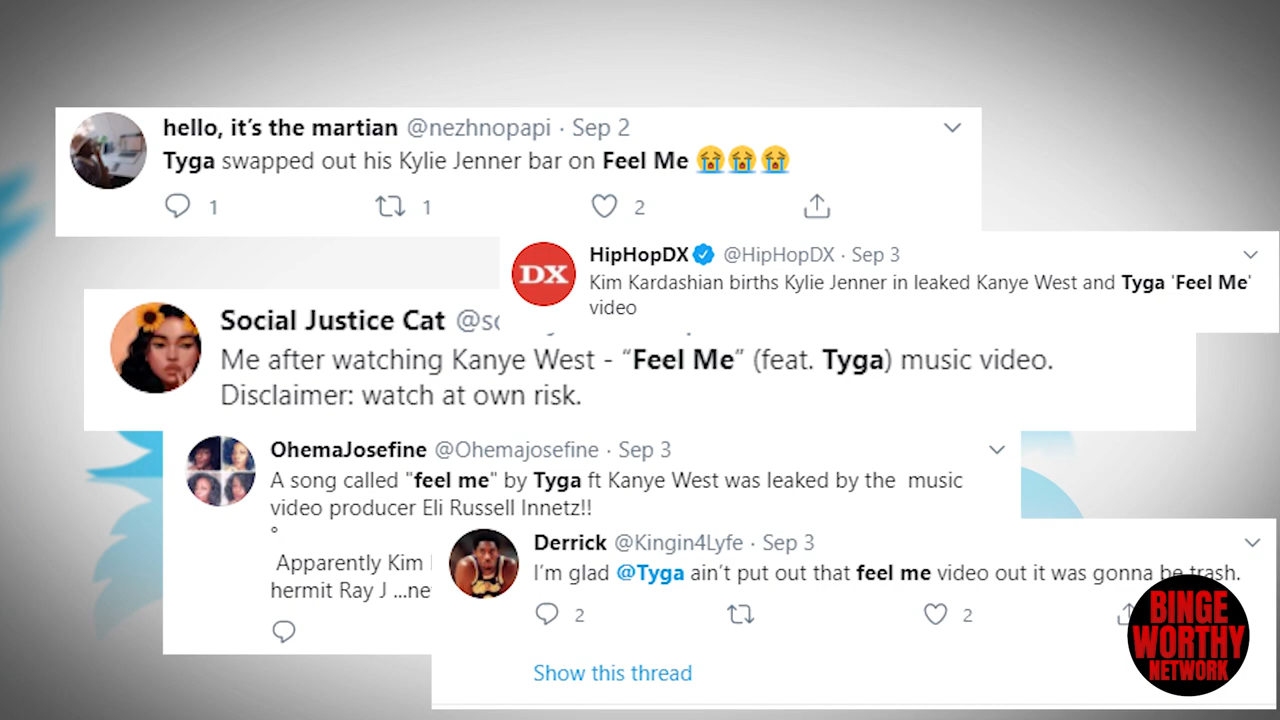 hello, it's the martian @nezhnopapi · Sep 2
Tyga swapped out his Kylie Jenner bar on Feel Me 😭😭😭
1 1 2
DX
HipHopDX @HipHopDX · Sep 3
Kim Kardashian births Kylie Jenner in leaked Kanye West and Tyga 'Feel Me'
video
Social Justice Cat
Me after watching Kanye West - “Feel Me” (feat. Tyga) music video.
Disclaimer: watch at own risk.
OhemaJosefine @Ohemajosefine · Sep 3
A song called "feel me" by Tyga ft Kanye West was leaked by the music
video producer Eli Russell Innetz!!
°
Apparently Kim
hermit Ray J ...ne
Derrick @Kingin4Lyfe · Sep 3
I'm glad @Tyga ain't put out that feel me video out it was gonna be trash.
2 2
Show this thread
BINGE
WORTHY
NETWORK